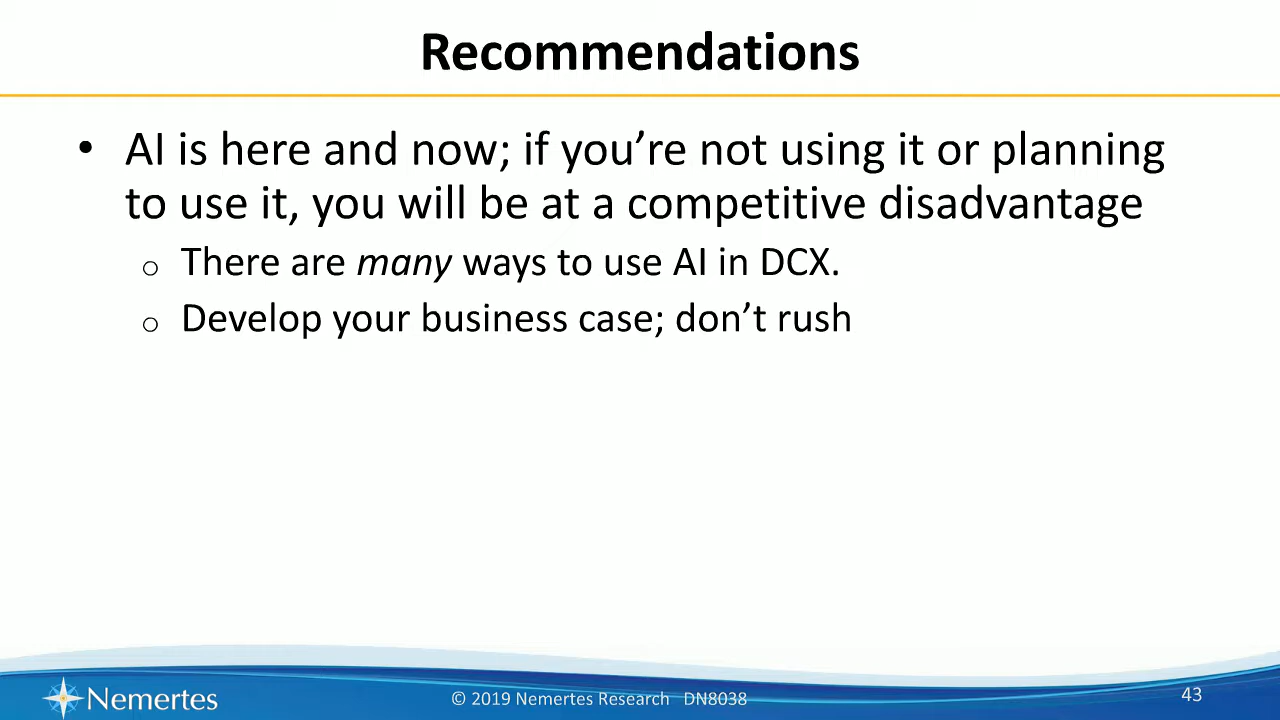 Recommendations
• AI is here and now; if you’re not using it or planning
to use it, you will be at a competitive disadvantage
o There are many ways to use AI in DCX.
o Develop your business case; don’t rush
Nemertes
© 2019 Nemertes Research DN8038
43